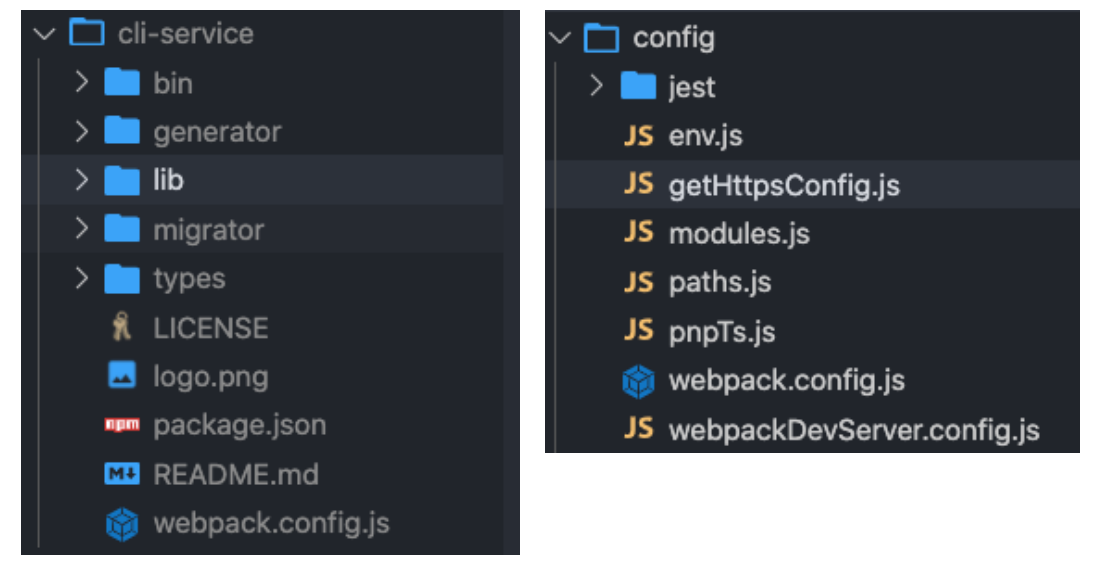 cli-service
bin
generator
lib
migrator
types
LICENSE
logo.png
npm package.json
M↓ README.md
webpack.config.js
config
jest
JS env.js
JS getHttpsConfig.js
JS modules.js
JS paths.js
JS pnpTs.js
webpack.config.js
JS webpackDevServer.config.js